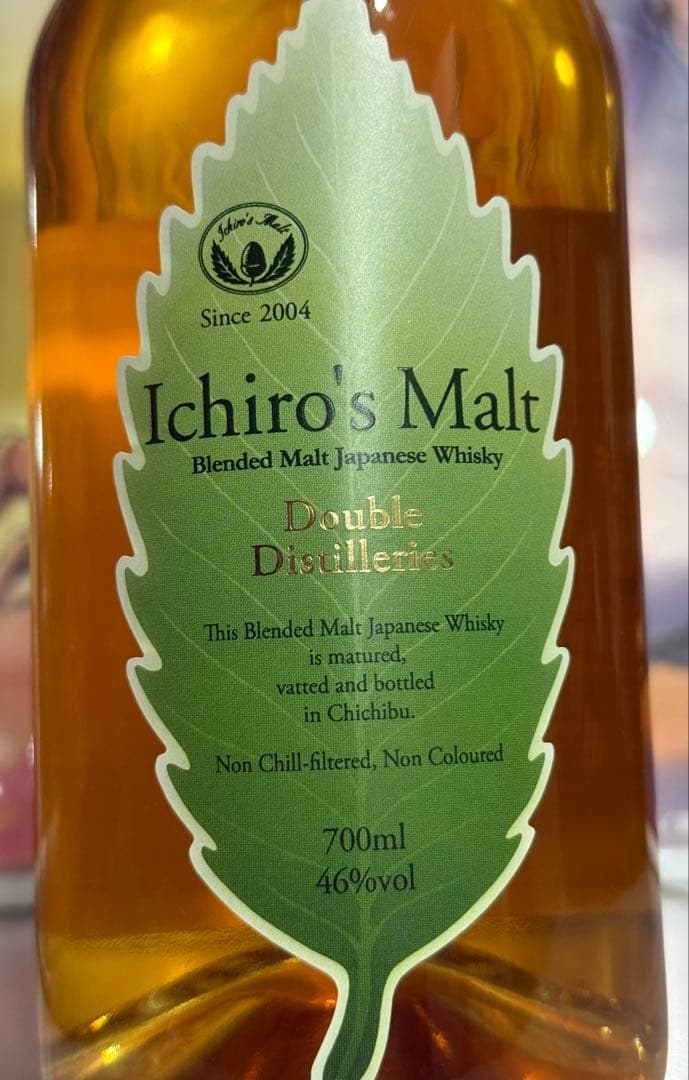 Ichiro's Malt
Since 2004
Ichiro's Malt
Blended Malt Japanese Whisky
Double
Distilleries
This Blended Malt Japanese Whisky
is matured,
vatted and bottled
in Chichibu.
Non Chill-filtered, Non Coloured
700ml
46%vol